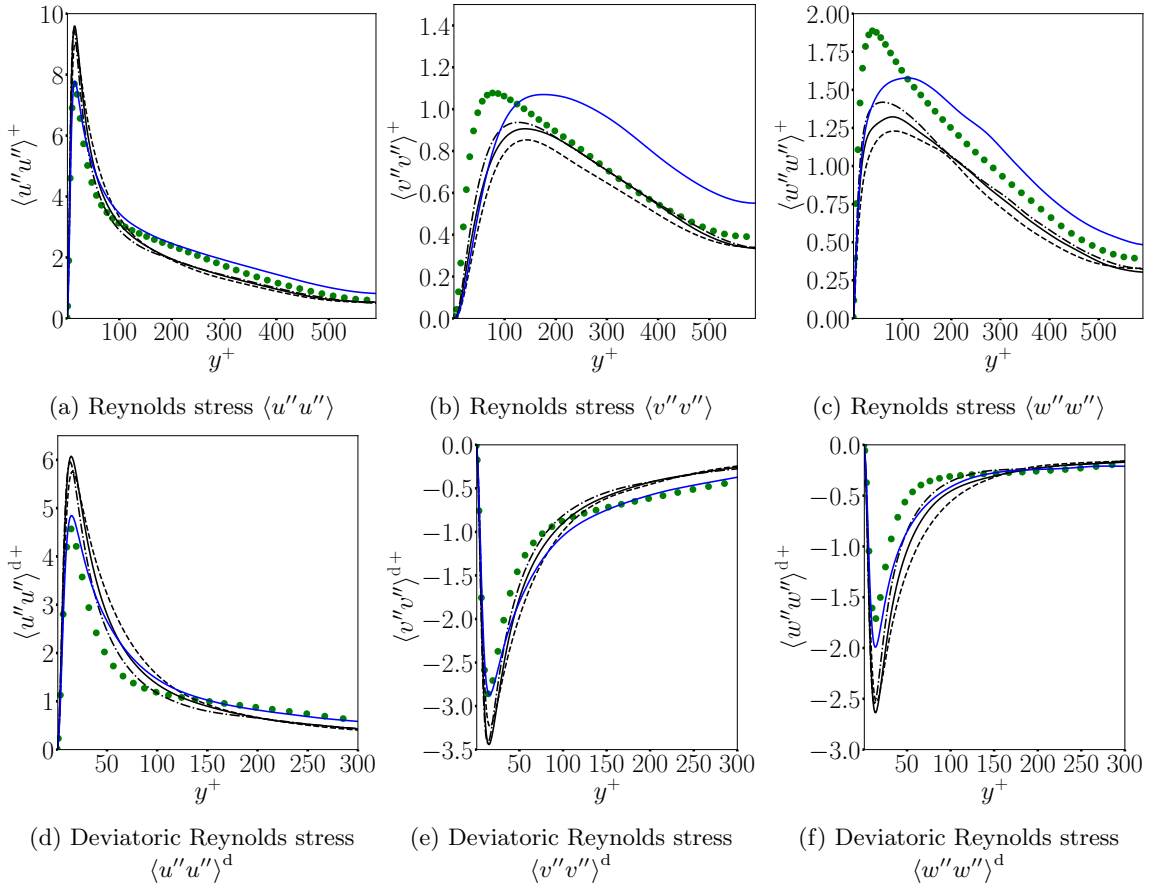 10
8
6
4
2
0
⟨u″u″⟩⁺
100 200 300 400 500
y⁺
(a) Reynolds stress ⟨u″u″⟩
1.4
1.2
1.0
0.8
0.6
0.4
0.2
0.0
⟨v″v″⟩⁺
100 200 300 400 500
y⁺
(b) Reynolds stress ⟨v″v″⟩
2.00
1.75
1.50
1.25
1.00
0.75
0.50
0.25
0.00
⟨w″w″⟩⁺
100 200 300 400 500
y⁺
(c) Reynolds stress ⟨w″w″⟩
6
5
4
3
2
1
0
⟨u″u″⟩ᵈ⁺
50 100 150 200 250 300
y⁺
(d) Deviatoric Reynolds stress
⟨u″u″⟩ᵈ
0.0
−0.5
−1.0
−1.5
−2.0
−2.5
−3.0
−3.5
⟨v″v″⟩ᵈ⁺
50 100 150 200 250 300
y⁺
(e) Deviatoric Reynolds stress
⟨v″v″⟩ᵈ
0.0
−0.5
−1.0
−1.5
−2.0
−2.5
−3.0
⟨w″w″⟩ᵈ⁺
50 100 150 200 250 300
y⁺
(f) Deviatoric Reynolds stress
⟨w″w″⟩ᵈ